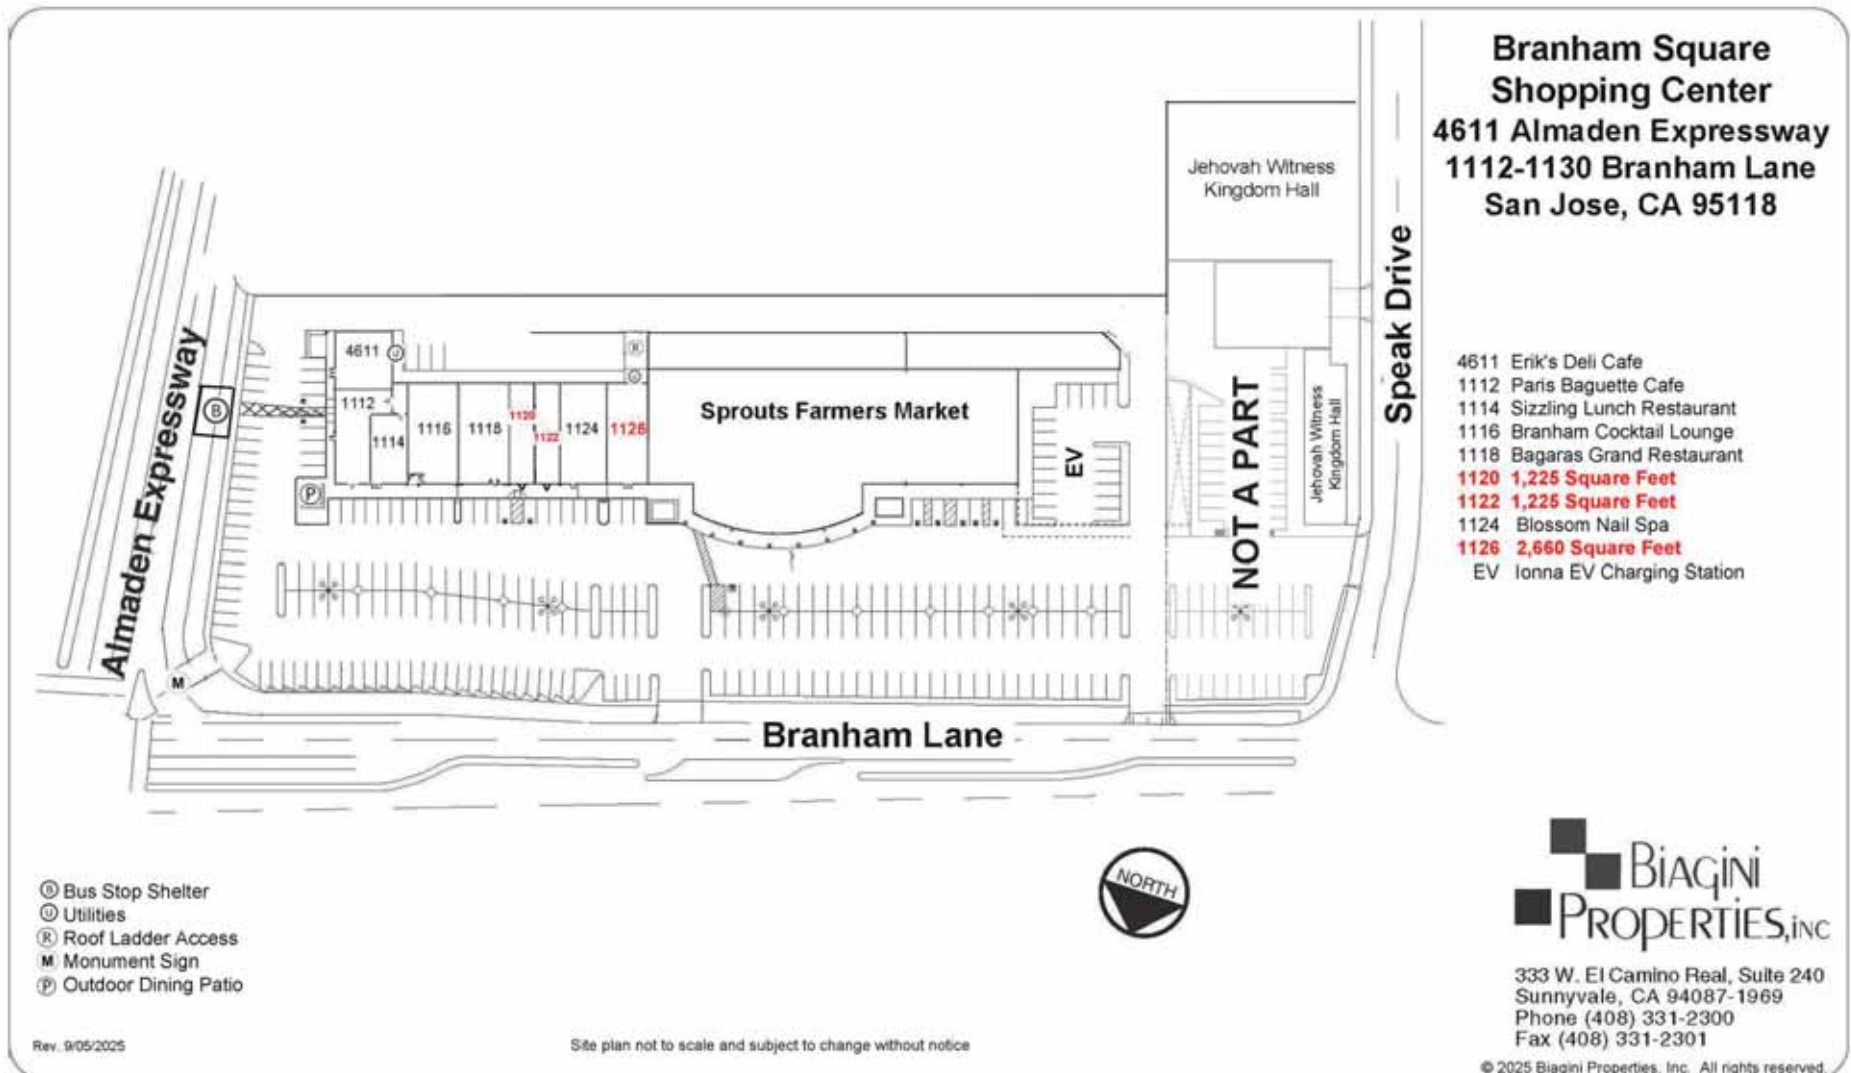 Branham Square
Shopping Center
4611 Almaden Expressway
1112-1130 Branham Lane
San Jose, CA 95118
Jehovah Witness
Kingdom Hall
Speak Drive
Almaden Expressway
B
4611
U
R
U
1112
1114
1116
1118
1120
1122
1124
1126
Sprouts Farmers Market
EV
NOT A PART
Jehovah Witness
Kingdom Hall
P
M
Branham Lane
4611 Erik's Deli Cafe
1112 Paris Baguette Cafe
1114 Sizzling Lunch Restaurant
1116 Branham Cocktail Lounge
1118 Bagaras Grand Restaurant
1120 1,225 Square Feet
1122 1,225 Square Feet
1124 Blossom Nail Spa
1126 2,660 Square Feet
EV Ionna EV Charging Station
NORTH
B Bus Stop Shelter
U Utilities
R Roof Ladder Access
M Monument Sign
P Outdoor Dining Patio
Rev. 9/05/2025
Site plan not to scale and subject to change without notice
BIAGINI
PROPERTIES, INC
333 W. El Camino Real, Suite 240
Sunnyvale, CA 94087-1969
Phone (408) 331-2300
Fax (408) 331-2301
© 2025 Biagini Properties, Inc. All rights reserved.